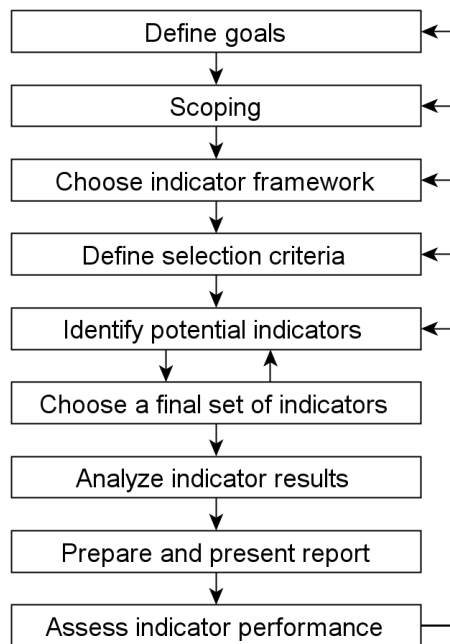 Define goals
Scoping
Choose indicator framework
Define selection criteria
Identify potential indicators
Choose a final set of indicators
Analyze indicator results
Prepare and present report
Assess indicator performance